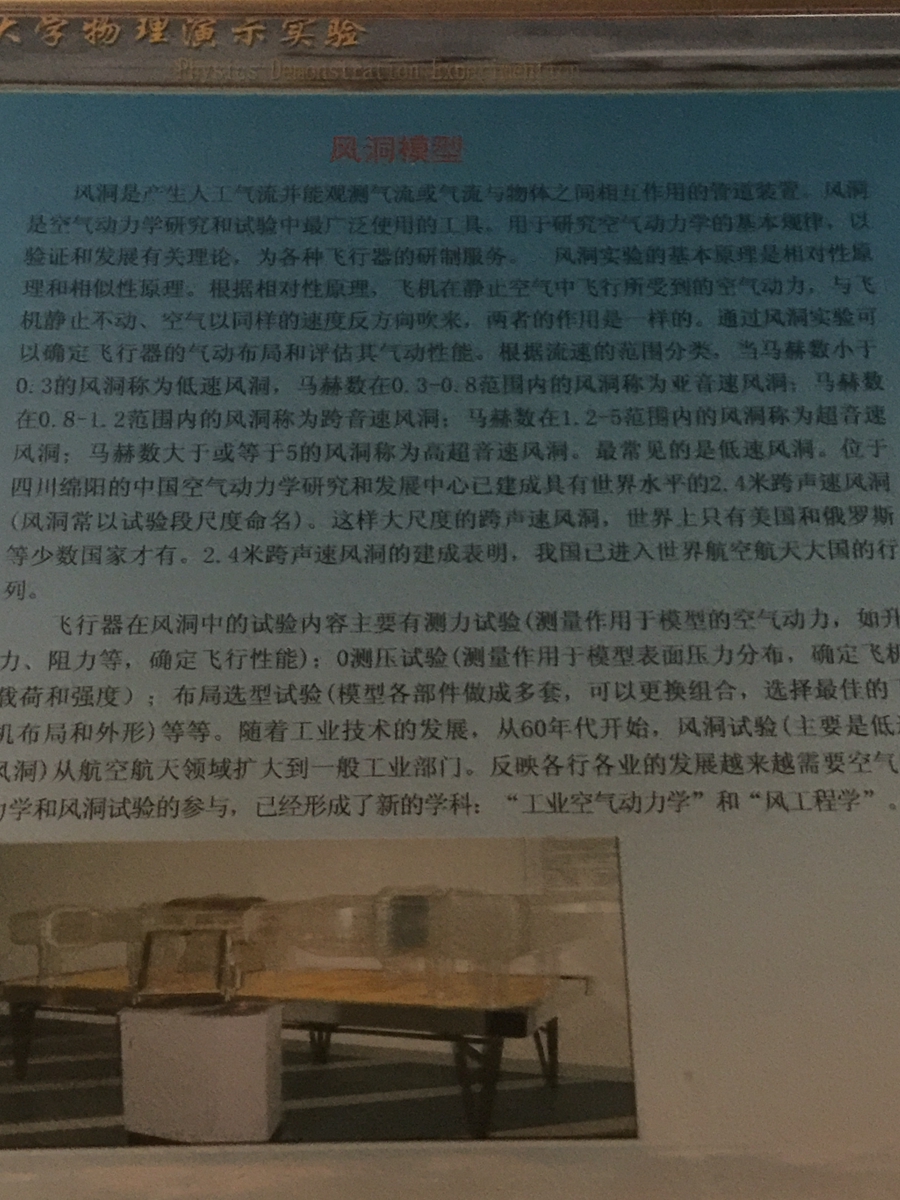 大学物理演示实验
Physics Demonstration Experimention
风洞模型
风洞是产生人工气流并能观测气流或气流与物体之间相互作用的管道装置。风洞
是空气动力学研究和试验中最广泛使用的工具。用于研究空气动力学的基本规律，以
验证和发展有关理论，为各种飞行器的研制服务。 风洞实验的基本原理是相对性原
理和相似性原理。根据相对性原理，飞机在静止空气中飞行所受到的空气动力，与飞
机静止不动、空气以同样的速度反方向吹来，两者的作用是一样的。通过风洞实验可
以确定飞行器的气动布局和评估其气动性能。根据流速的范围分类，当马赫数小于
0.3的风洞称为低速风洞，马赫数在0.3-0.8范围内的风洞称为亚音速风洞；马赫数
在0.8-1.2范围内的风洞称为跨音速风洞；马赫数在1.2-5范围内的风洞称为超音速
风洞；马赫数大于或等于5的风洞称为高超音速风洞。最常见的是低速风洞。位于
四川绵阳的中国空气动力学研究和发展中心已建成具有世界水平的2.4米跨声速风洞
(风洞常以试验段尺度命名)。这样大尺度的跨声速风洞，世界上只有美国和俄罗斯
等少数国家才有。2.4米跨声速风洞的建成表明，我国已进入世界航空航天大国的行
列。
飞行器在风洞中的试验内容主要有测力试验(测量作用于模型的空气动力，如升
力、阻力等，确定飞行性能)；0测压试验(测量作用于模型表面压力分布，确定飞机
载荷和强度）；布局选型试验(模型各部件做成多套，可以更换组合，选择最佳的
机布局和外形)等等。随着工业技术的发展，从60年代开始，风洞试验(主要是低速
风洞)从航空航天领域扩大到一般工业部门。反映各行各业的发展越来越需要空气
力学和风洞试验的参与，已经形成了新的学科：“工业空气动力学”和“风工程学”。